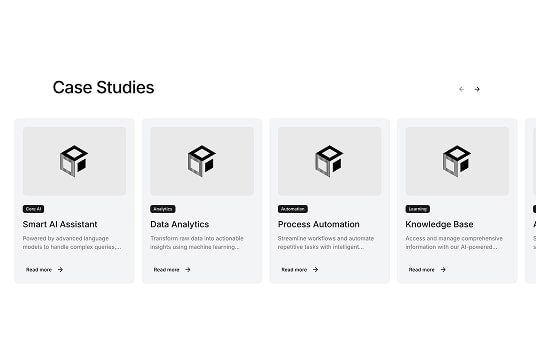 Case Studies
Core AI
Smart AI Assistant
Powered by advanced language
models to handle complex queries,...
Read more
Analytics
Data Analytics
Transform raw data into actionable
insights using machine learning...
Read more
Automation
Process Automation
Streamline workflows and automate
repetitive tasks with intelligent...
Read more
Learning
Knowledge Base
Access and manage comprehensive
information with our AI-powered...
Read more